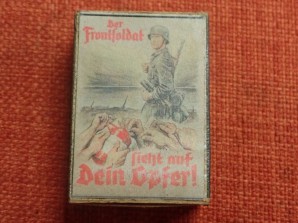 Der
Frontsoldat
sieht auf
Dein Opfer!